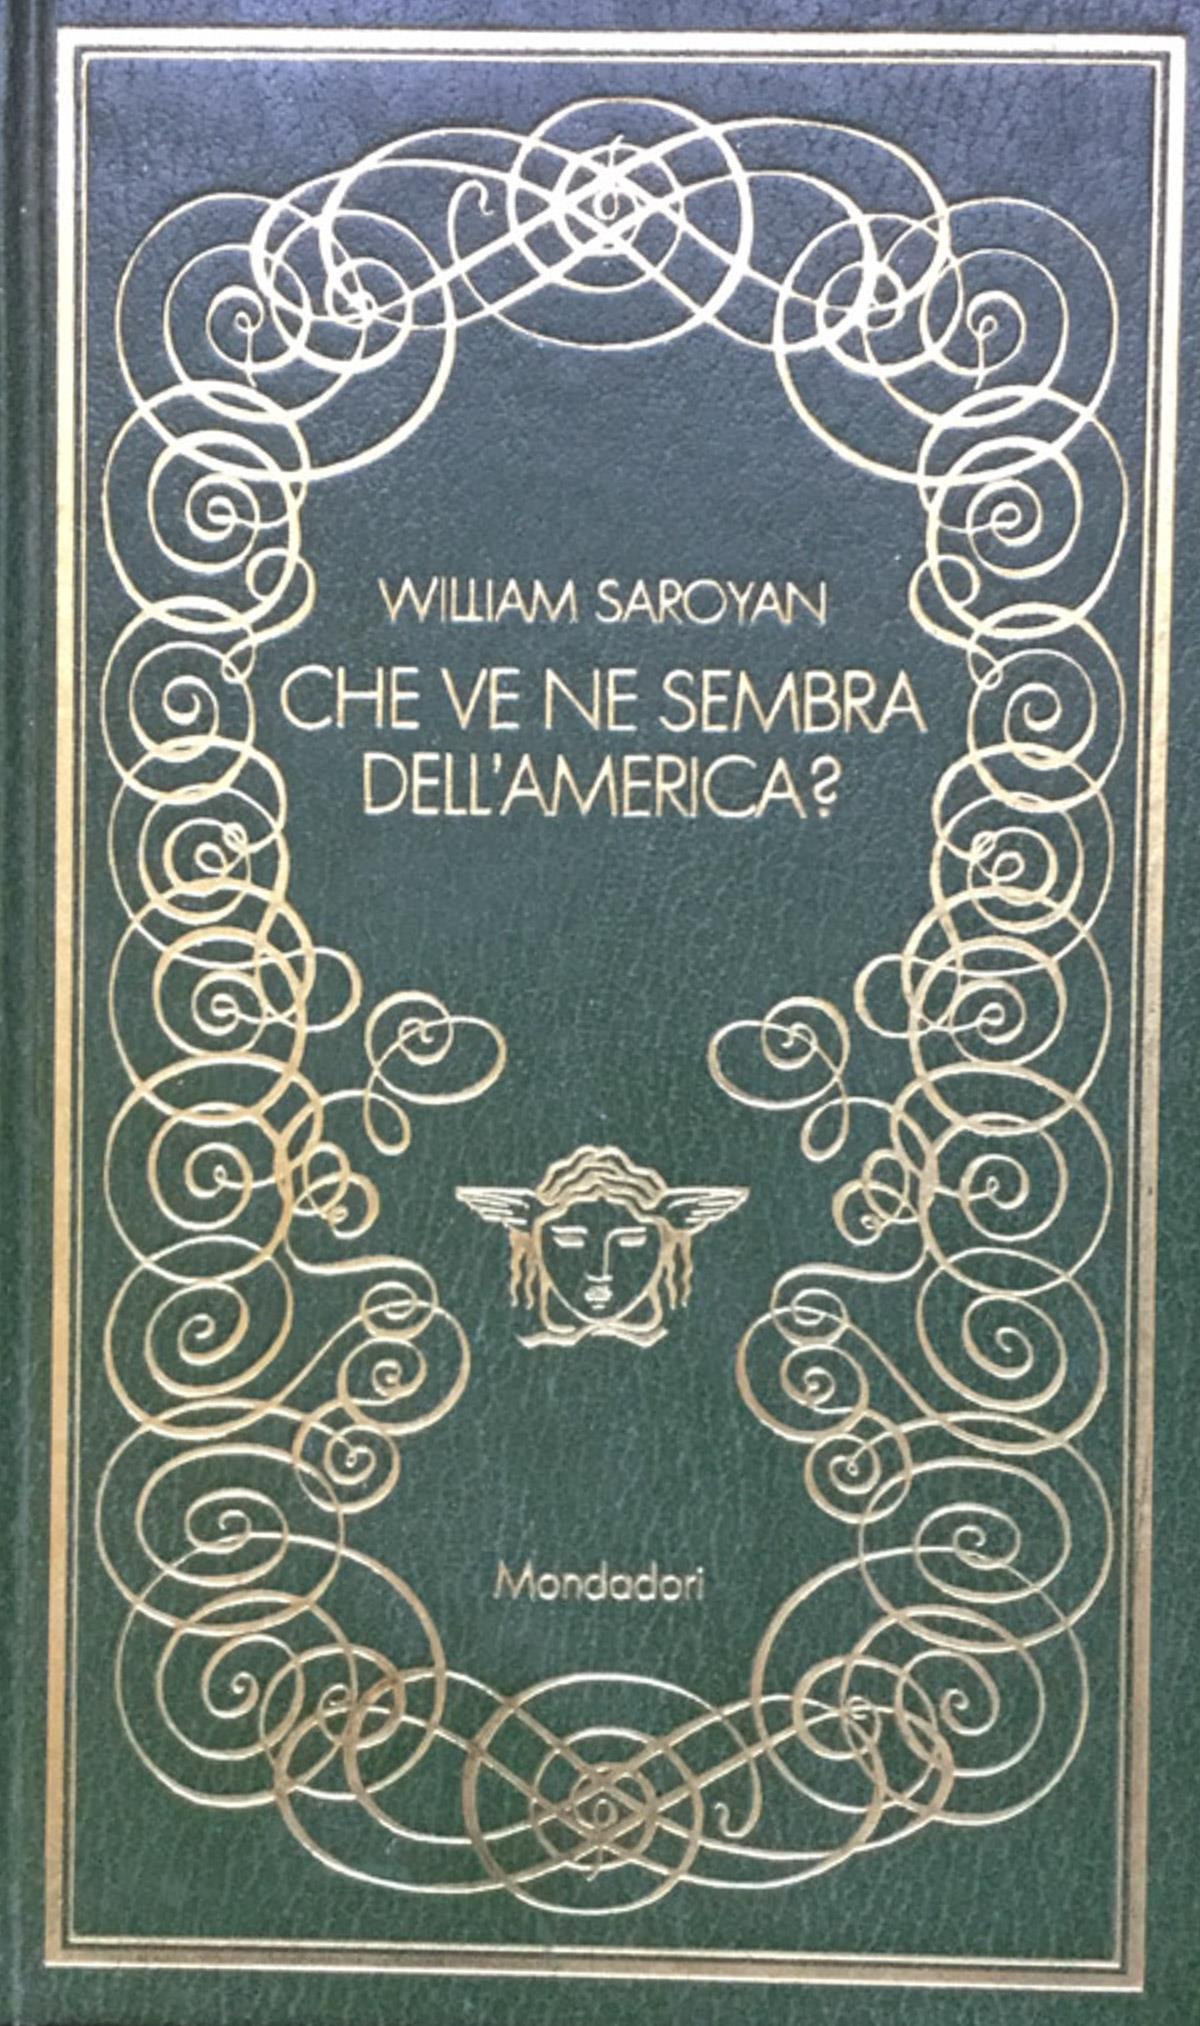 WILLIAM SAROYAN
CHE VE NE SEMBRA
DELL'AMERICA?
Mondadori